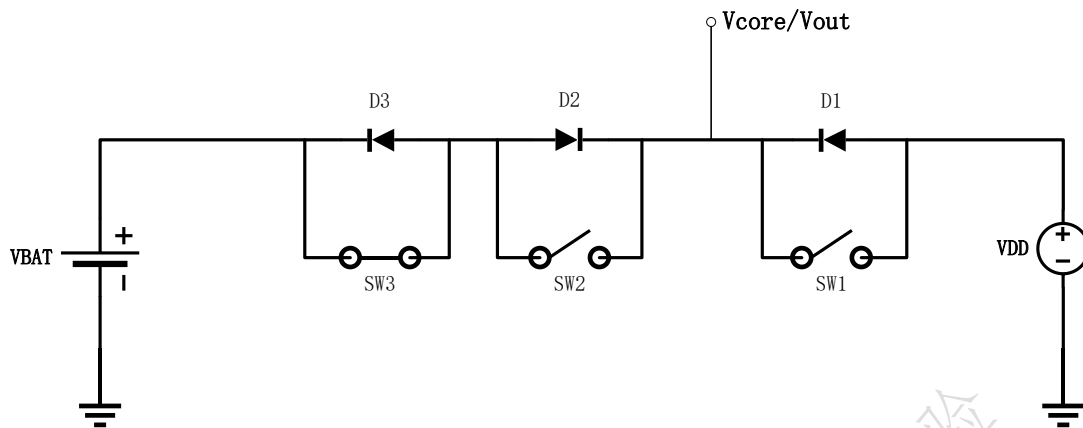 Vcore/Vout
D3
D2
D1
+
VBAT
−
SW3
SW2
SW1
VDD
+
−